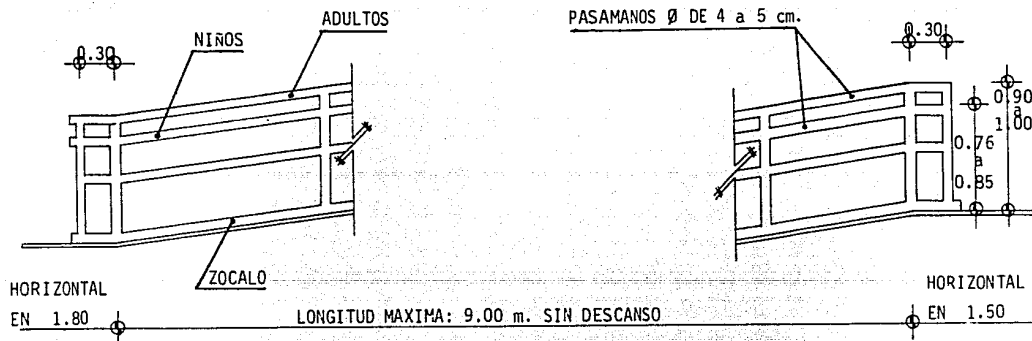 ADULTOS
PASAMANOS Ø DE 4 a 5 cm.
NIÑOS
0.30
0.30
0.90
a
1.00
0.76
a
0.85
ZOCALO
HORIZONTAL
EN 1.80
LONGITUD MAXIMA: 9.00 m. SIN DESCANSO
HORIZONTAL
EN 1.50